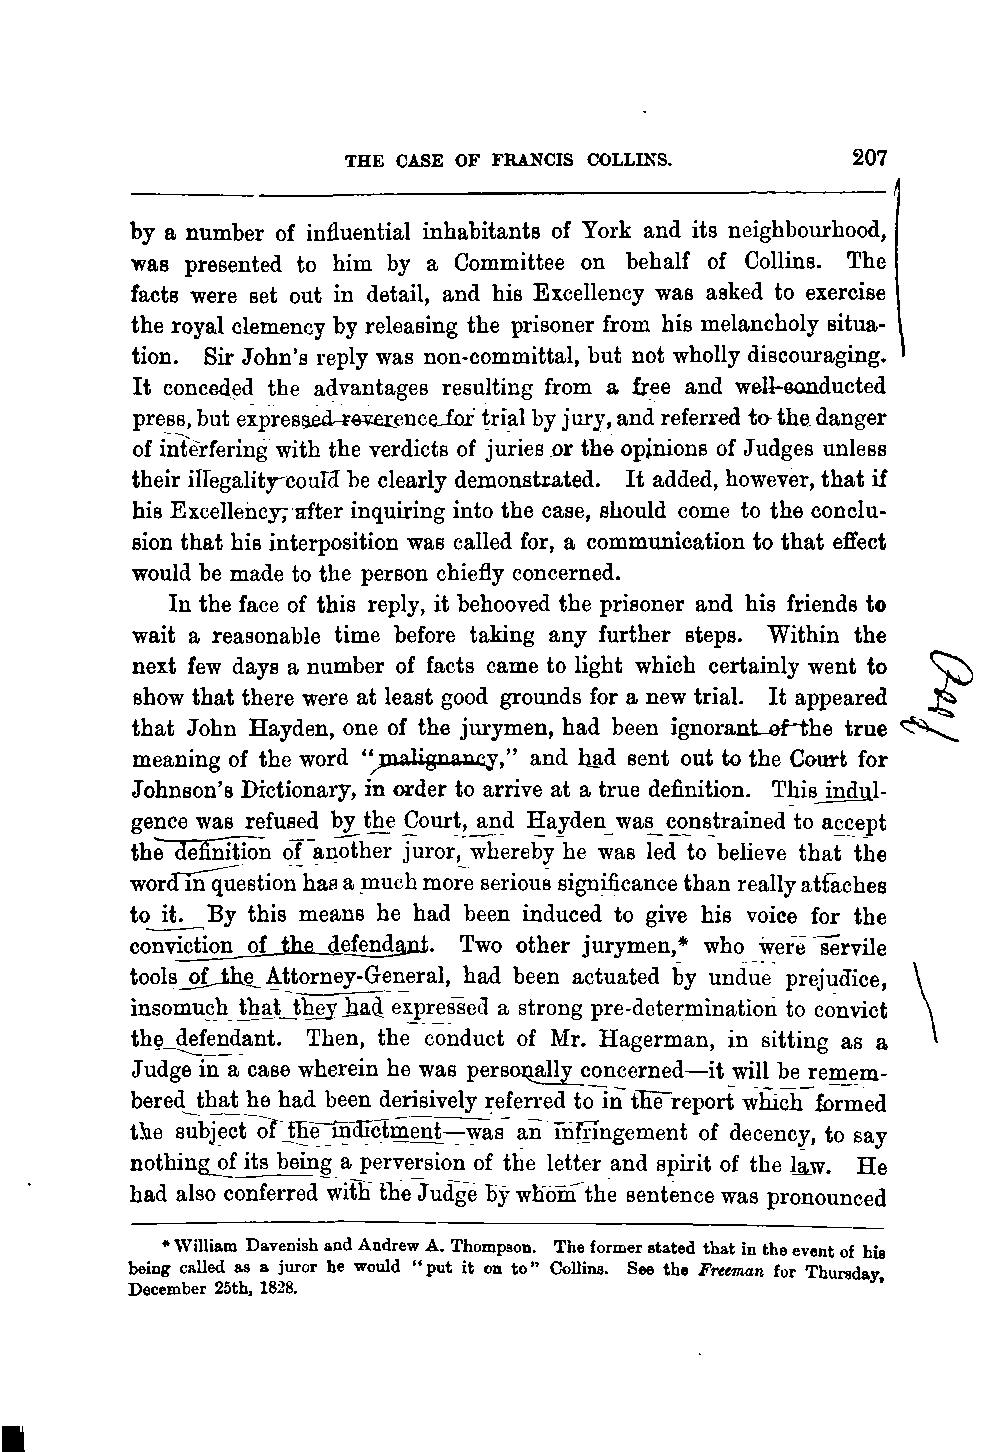 THE CASE OF FRANCIS COLLINS. 207
by a number of influential inhabitants of York and its neighbourhood,
was presented to him by a Committee on behalf of Collins. The
facts were set out in detail, and his Excellency was asked to exercise
the royal clemency by releasing the prisoner from his melancholy situa-
tion. Sir John's reply was non-committal, but not wholly discouraging.
It conceded the advantages resulting from a free and well-conducted
press, but expressed reverence for trial by jury, and referred to the danger
of interfering with the verdicts of juries or the opinions of Judges unless
their illegality could be clearly demonstrated. It added, however, that if
his Excellency, after inquiring into the case, should come to the conclu-
sion that his interposition was called for, a communication to that effect
would be made to the person chiefly concerned.
In the face of this reply, it behooved the prisoner and his friends to
wait a reasonable time before taking any further steps. Within the
next few days a number of facts came to light which certainly went to
show that there were at least good grounds for a new trial. It appeared
that John Hayden, one of the jurymen, had been ignorant of the true
meaning of the word "malignancy," and had sent out to the Court for
Johnson's Dictionary, in order to arrive at a true definition. This indul-
gence was refused by the Court, and Hayden was constrained to accept
the definition of another juror, whereby he was led to believe that the
word in question has a much more serious significance than really attaches
to it. By this means he had been induced to give his voice for the
conviction of the defendant. Two other jurymen,* who were servile
tools of the Attorney-General, had been actuated by undue prejudice,
insomuch that they had expressed a strong pre-determination to convict
the defendant. Then, the conduct of Mr. Hagerman, in sitting as a
Judge in a case wherein he was personally concerned—it will be remem-
bered that he had been derisively referred to in the report which formed
the subject of the indictment—was an infringement of decency, to say
nothing of its being a perversion of the letter and spirit of the law. He
had also conferred with the Judge by whom the sentence was pronounced
* William Davenish and Andrew A. Thompson. The former stated that in the event of his
being called as a juror he would "put it on to" Collins. See the Freeman for Thursday,
December 25th, 1828.